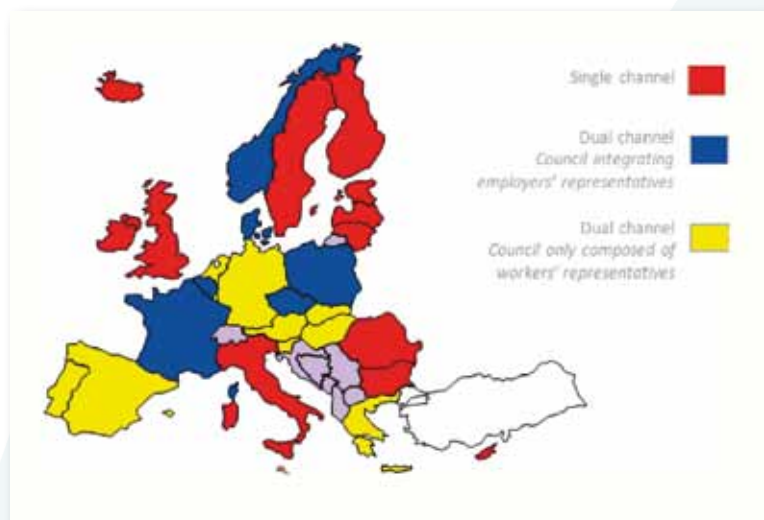 Single channel
Dual channel
Council integrating
employers' representatives
Dual channel
Council only composed of
workers' representatives